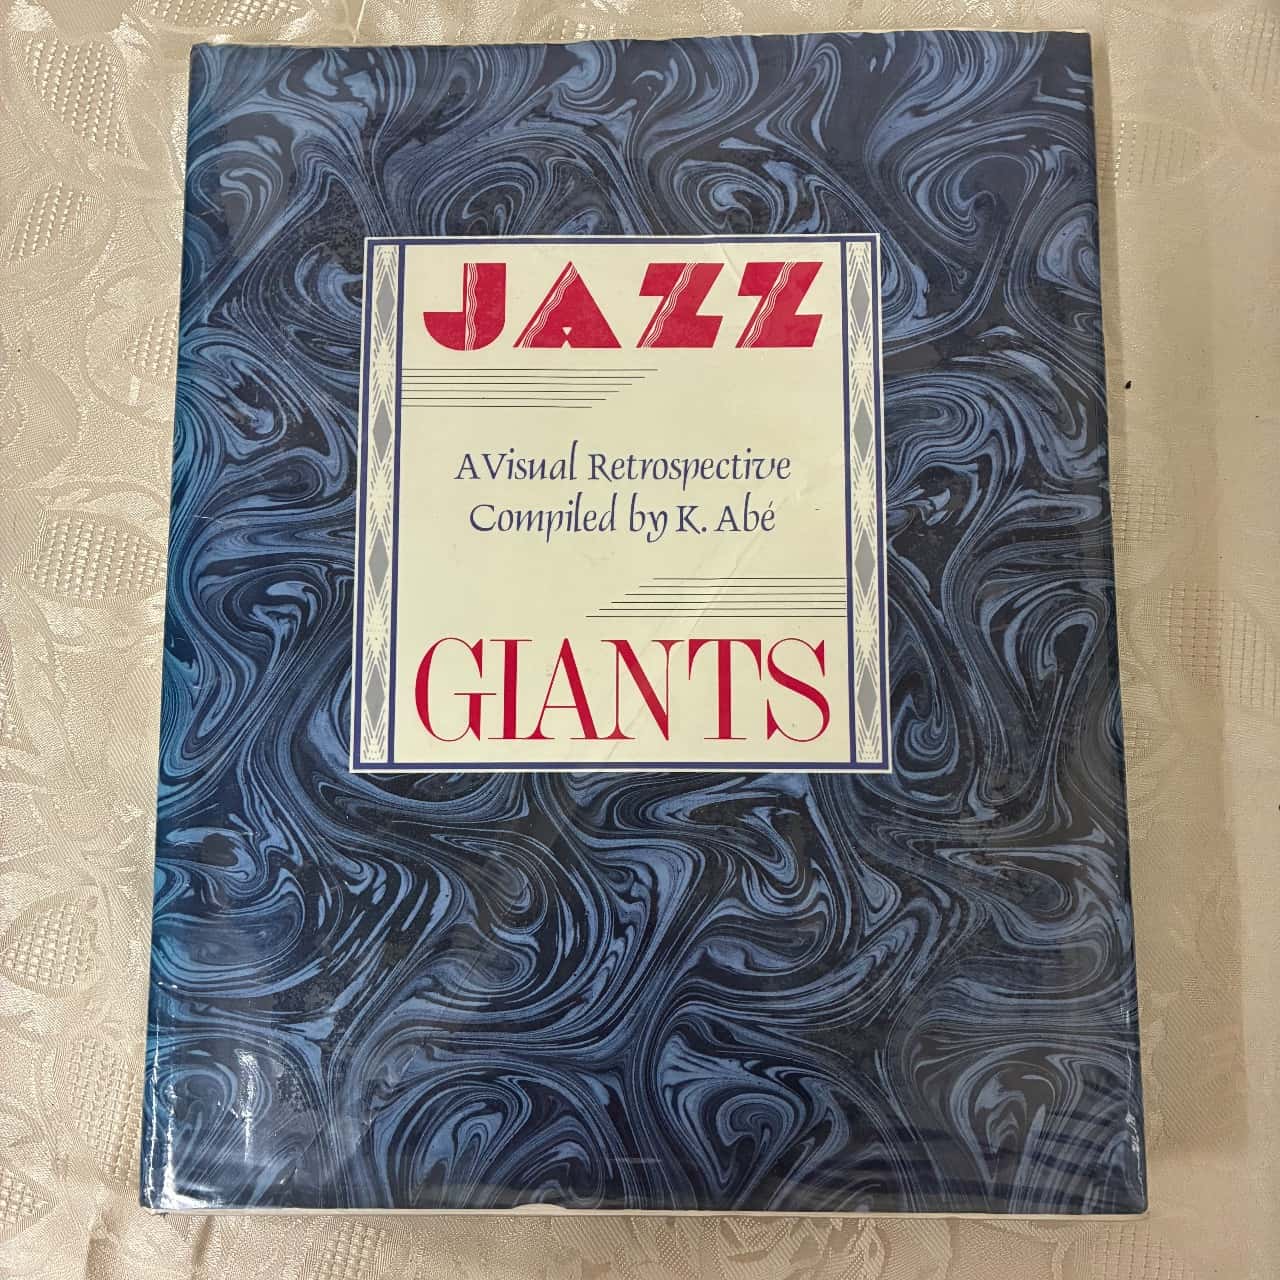 JAZZ
A Visual Retrospective
Compiled by K. Abé
GIANTS